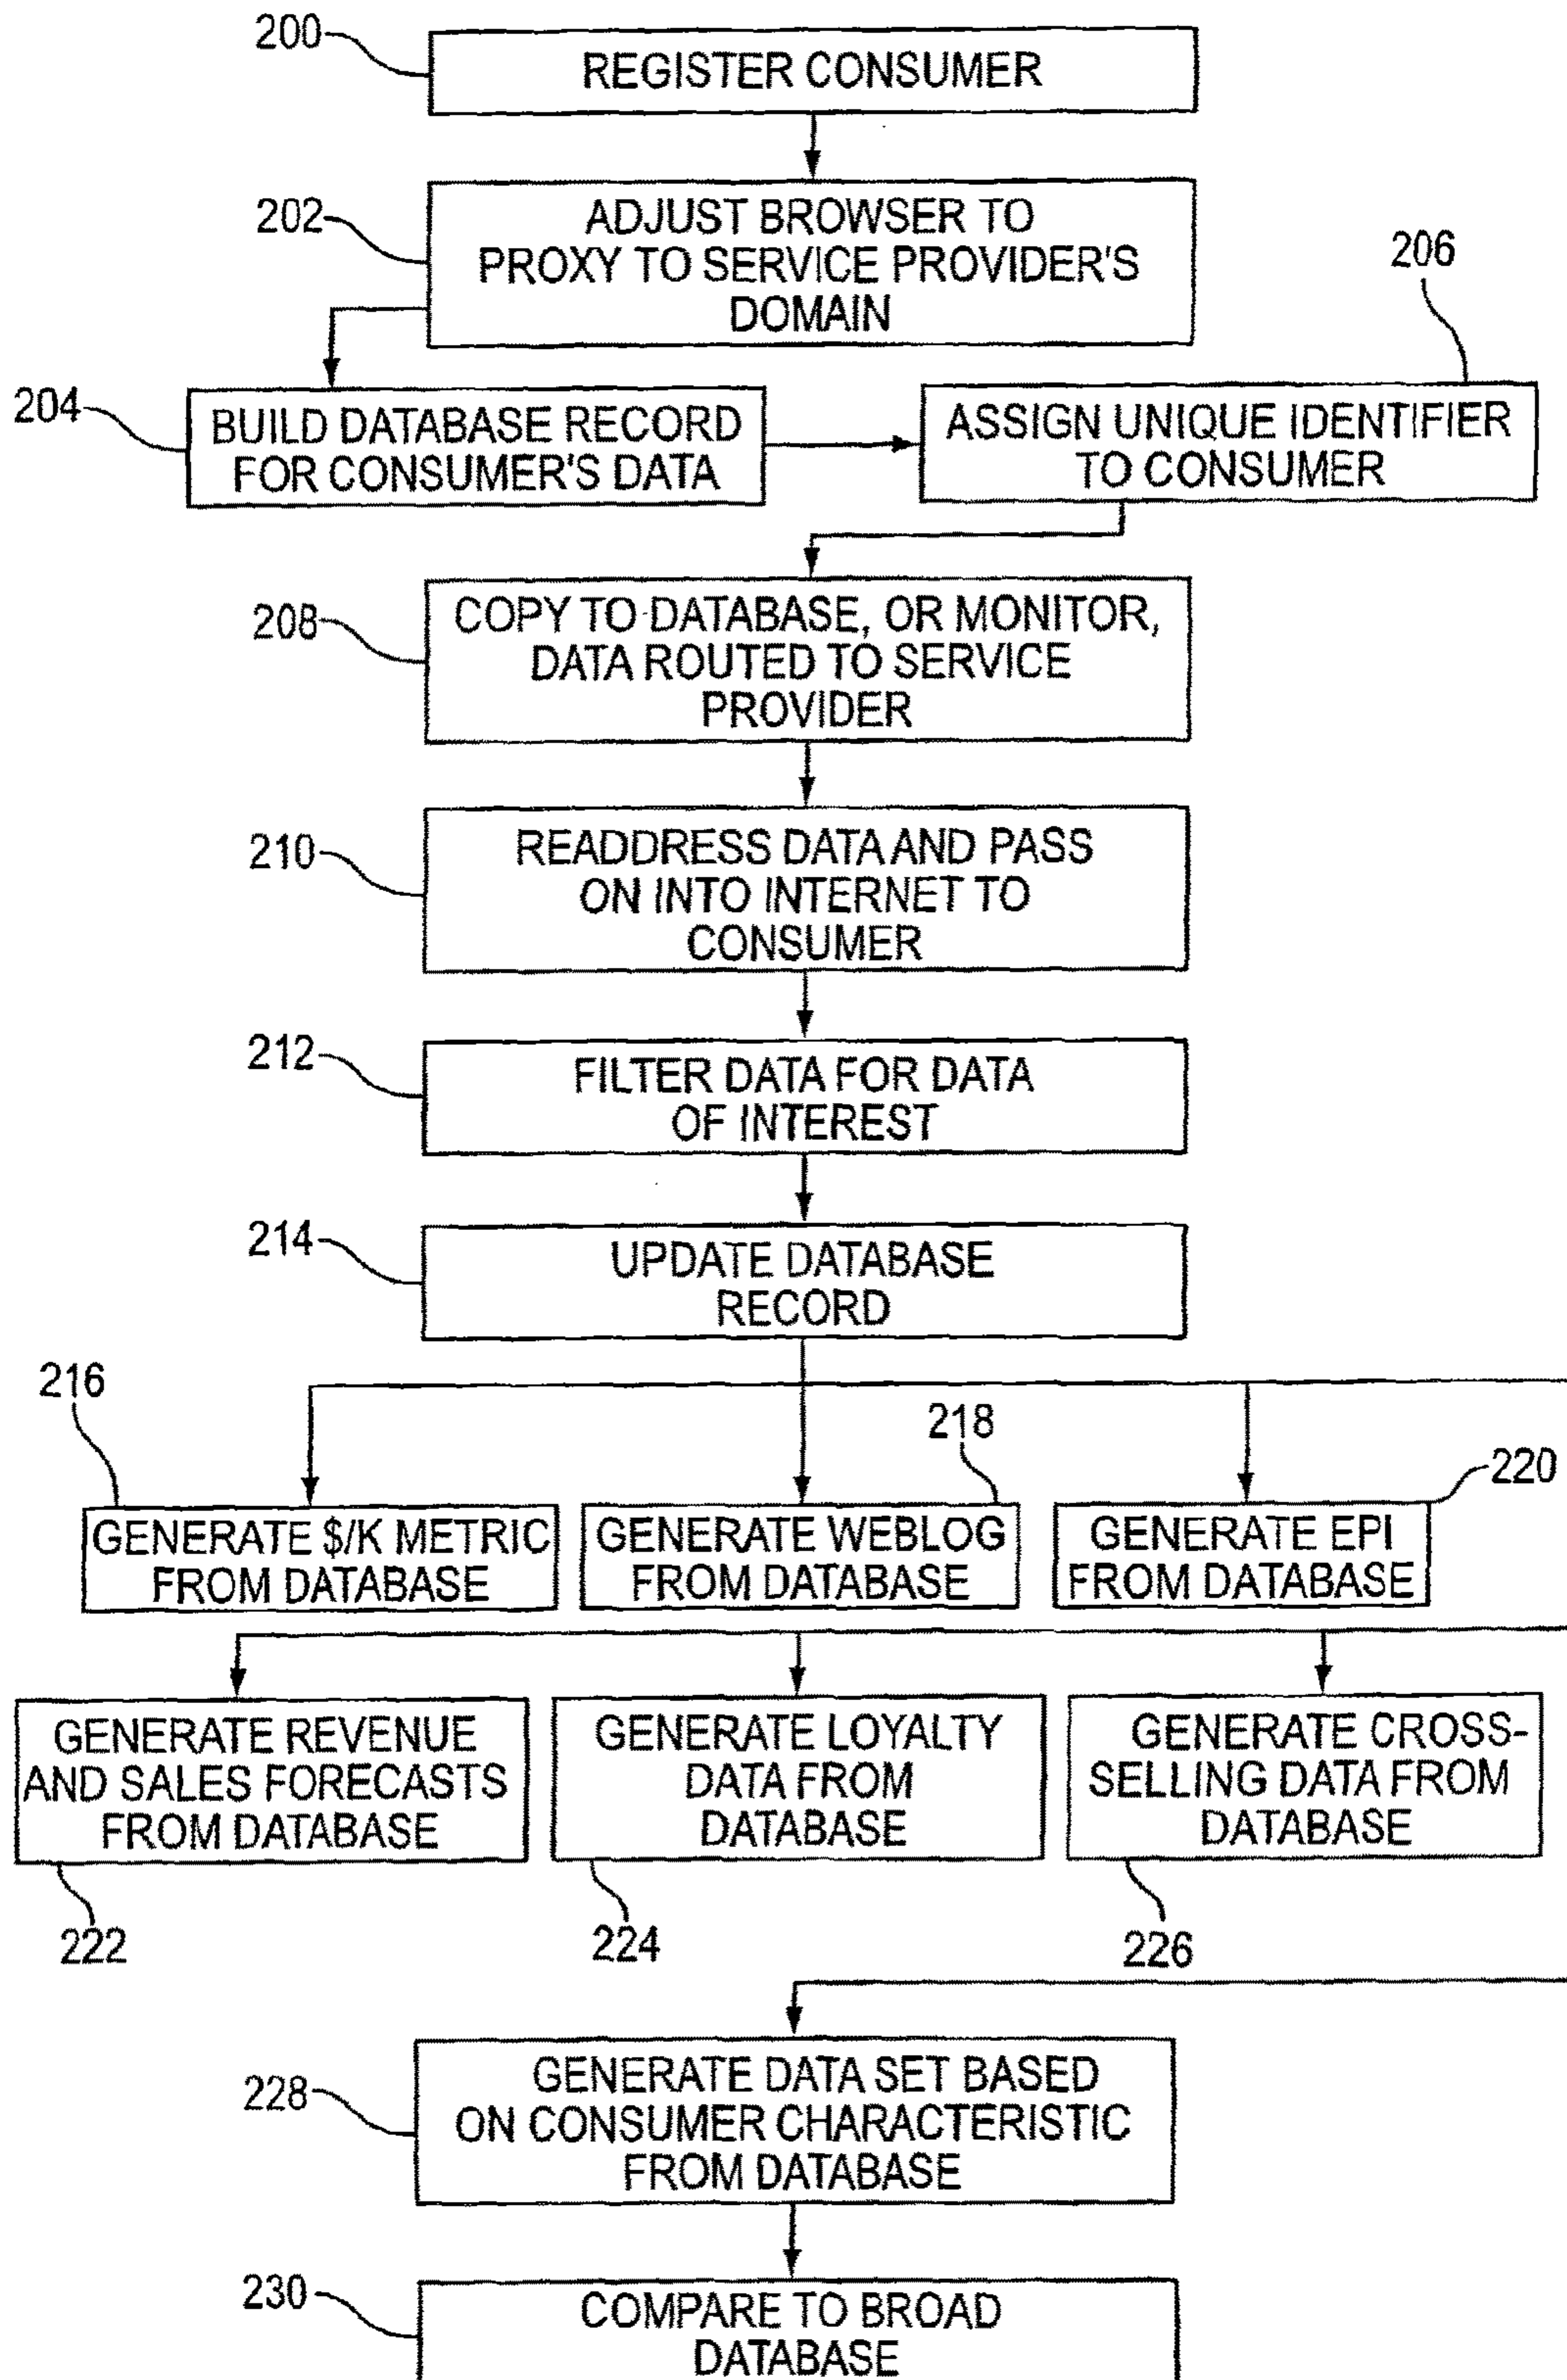 200
REGISTER CONSUMER
202
ADJUST BROWSER TO
PROXY TO SERVICE PROVIDER'S
DOMAIN
206
204
BUILD DATABASE RECORD
FOR CONSUMER'S DATA
ASSIGN UNIQUE IDENTIFIER
TO CONSUMER
208
COPY TO DATABASE, OR MONITOR,
DATA ROUTED TO SERVICE
PROVIDER
210
READDRESS DATA AND PASS
ON INTO INTERNET TO
CONSUMER
212
FILTER DATA FOR DATA
OF INTEREST
214
UPDATE DATABASE
RECORD
216
218
220
GENERATE $/K METRIC
FROM DATABASE
GENERATE WEBLOG
FROM DATABASE
GENERATE EPI
FROM DATABASE
GENERATE REVENUE
AND SALES FORECASTS
FROM DATABASE
GENERATE LOYALTY
DATA FROM
DATABASE
GENERATE CROSS-
SELLING DATA FROM
DATABASE
222
224
226
228
GENERATE DATA SET BASED
ON CONSUMER CHARACTERISTIC
FROM DATABASE
230
COMPARE TO BROAD
DATABASE